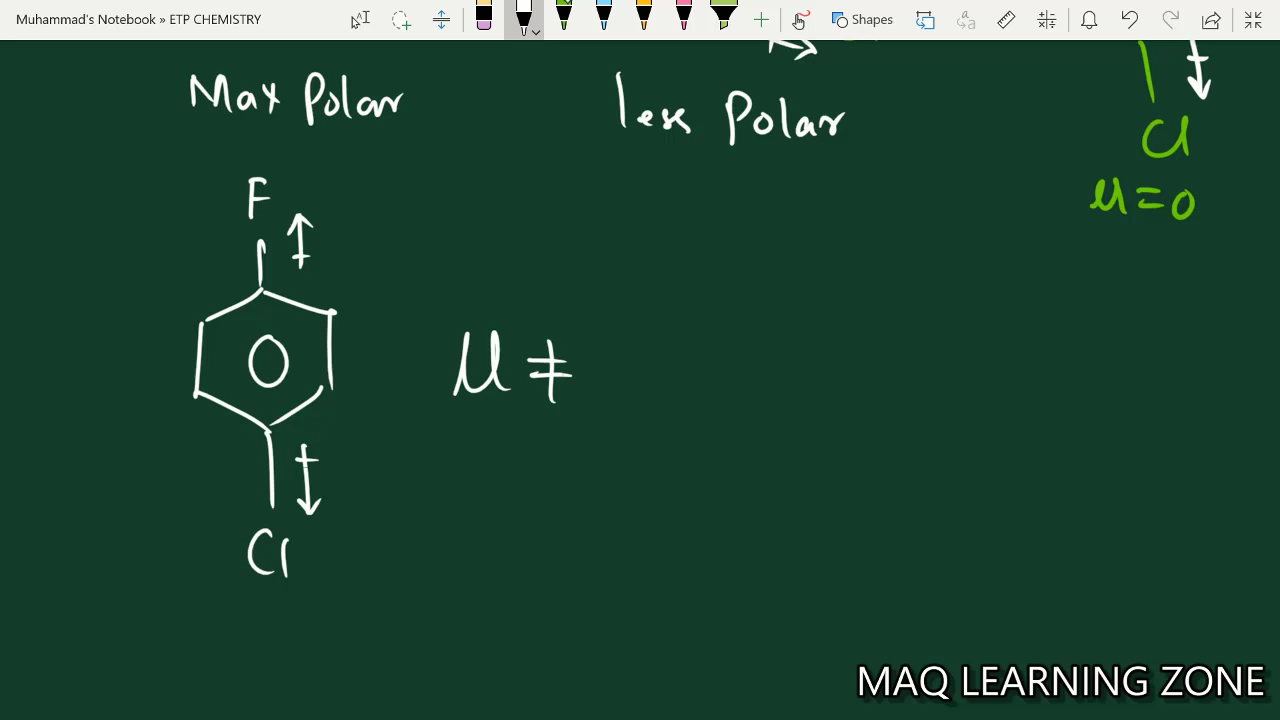 Muhammad's Notebook » ETP CHEMISTRY
Shapes
Max Polar
less Polar
Cl
μ = 0
F
μ ≠
Cl
MAQ LEARNING ZONE